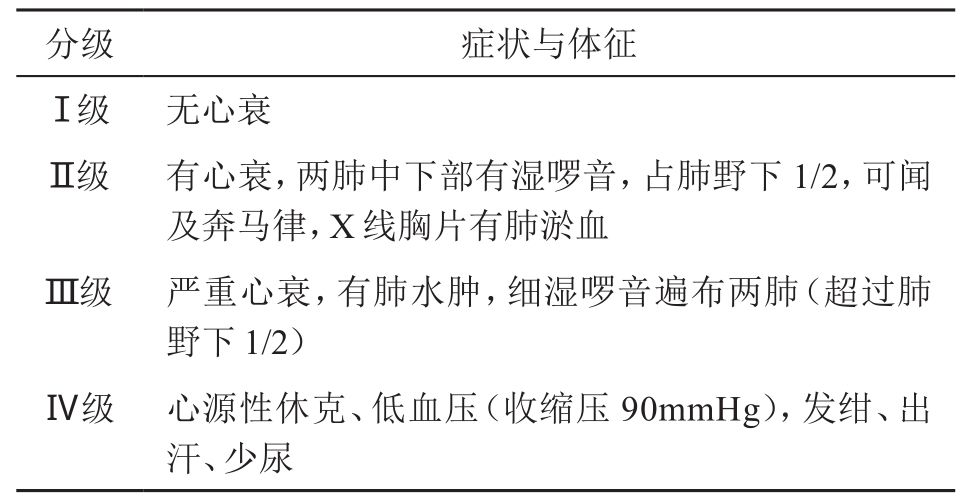 分级 症状与体征
Ⅰ级 无心衰
Ⅱ级 有心衰，两肺中下部有湿啰音，占肺野下 1/2，可闻
及奔马律，X 线胸片有肺淤血
Ⅲ级 严重心衰，有肺水肿，细湿啰音遍布两肺（超过肺
野下 1/2）
Ⅳ级 心源性休克、低血压（收缩压 90mmHg），发绀、出
汗、少尿